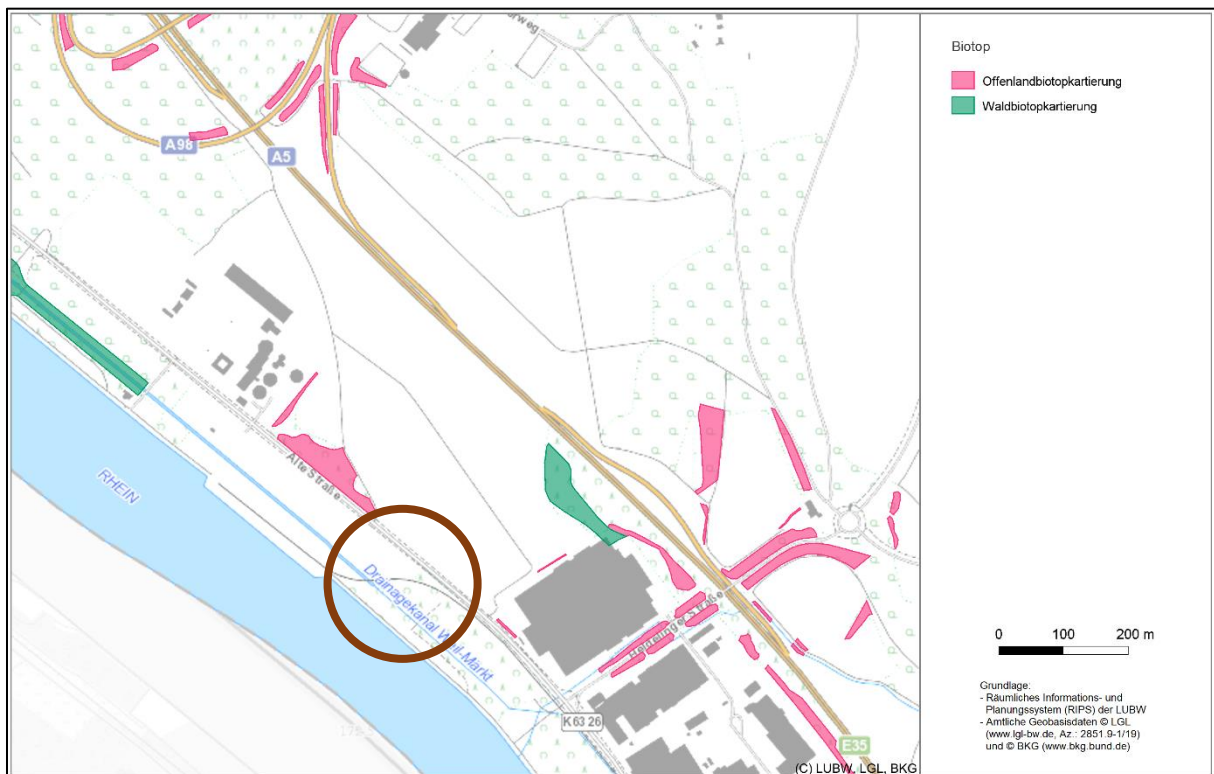 A98
A5
Alte Straße
RHEIN
Drainagekanal Weil-Markt
Hegelinger Straße
K 63 26
E35
(C) LUBW, LGL, BKG
Biotop
Offenlandbiotopkartierung
Waldbiotopkartierung
0 100 200 m
Grundlage:
- Räumliches Informations- und
Planungssystem (RIPS) der LUBW
- Amtliche Geobasisdaten © LGL
(www.lgl-bw.de, Az.: 2851.9-1/19)
und © BKG (www.bkg.bund.de)